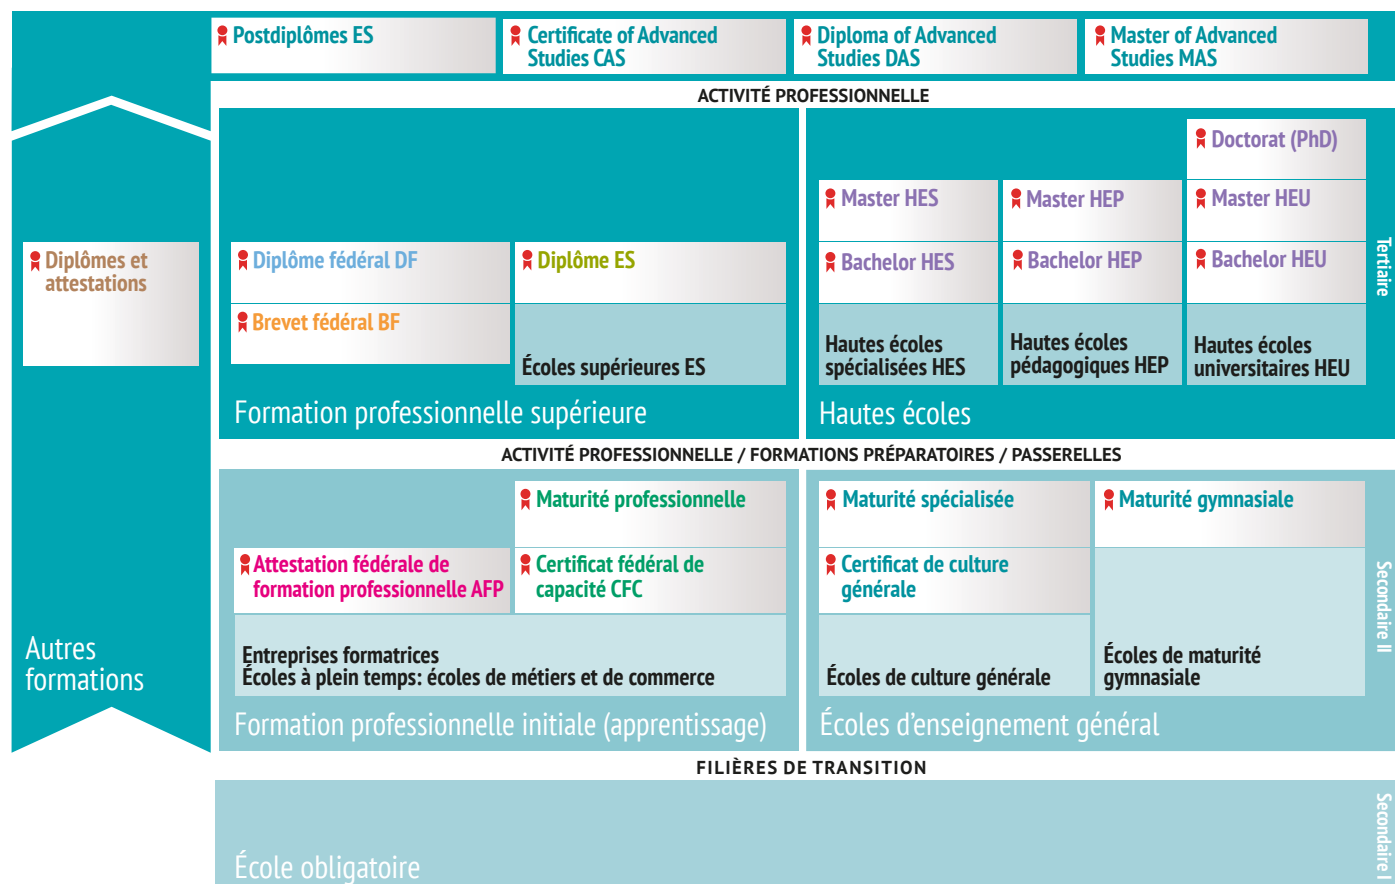 Postdiplômes ES
Certificate of Advanced
Studies CAS
Diploma of Advanced
Studies DAS
Master of Advanced
Studies MAS
ACTIVITÉ PROFESSIONNELLE
Diplômes et
attestations
Autres
formations
Diplôme fédéral DF
Brevet fédéral BF
Diplôme ES
Écoles supérieures ES
Formation professionnelle supérieure
Master HES
Bachelor HES
Hautes écoles
spécialisées HES
Master HEP
Bachelor HEP
Hautes écoles
pédagogiques HEP
Doctorat (PhD)
Master HEU
Bachelor HEU
Hautes écoles
universitaires HEU
Hautes écoles
Tertiaire
ACTIVITÉ PROFESSIONNELLE / FORMATIONS PRÉPARATOIRES / PASSERELLES
Attestation fédérale de
formation professionnelle AFP
Maturité professionnelle
Certificat fédéral de
capacité CFC
Entreprises formatrices
Écoles à plein temps: écoles de métiers et de commerce
Formation professionnelle initiale (apprentissage)
Maturité spécialisée
Certificat de culture
générale
Écoles de culture générale
Maturité gymnasiale
Écoles de maturité
gymnasiale
Écoles d'enseignement général
Secondaire II
FILIÈRES DE TRANSITION
École obligatoire
Secondaire I